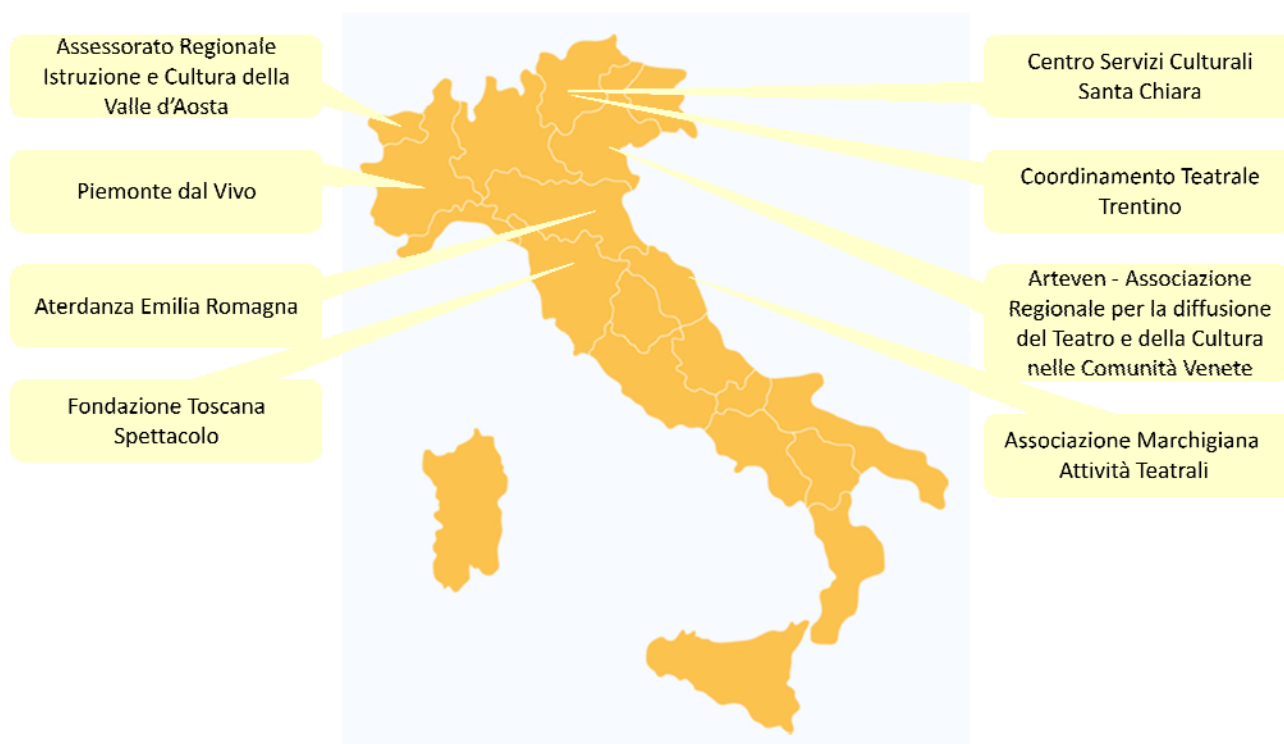 Assessorato Regionale
Istruzione e Cultura della
Valle d'Aosta
Piemonte dal Vivo
Aterdanza Emilia Romagna
Fondazione Toscana
Spettacolo
Centro Servizi Culturali
Santa Chiara
Coordinamento Teatrale
Trentino
Arteven - Associazione
Regionale per la diffusione
del Teatro e della Cultura
nelle Comunità Venete
Associazione Marchigiana
Attività Teatrali